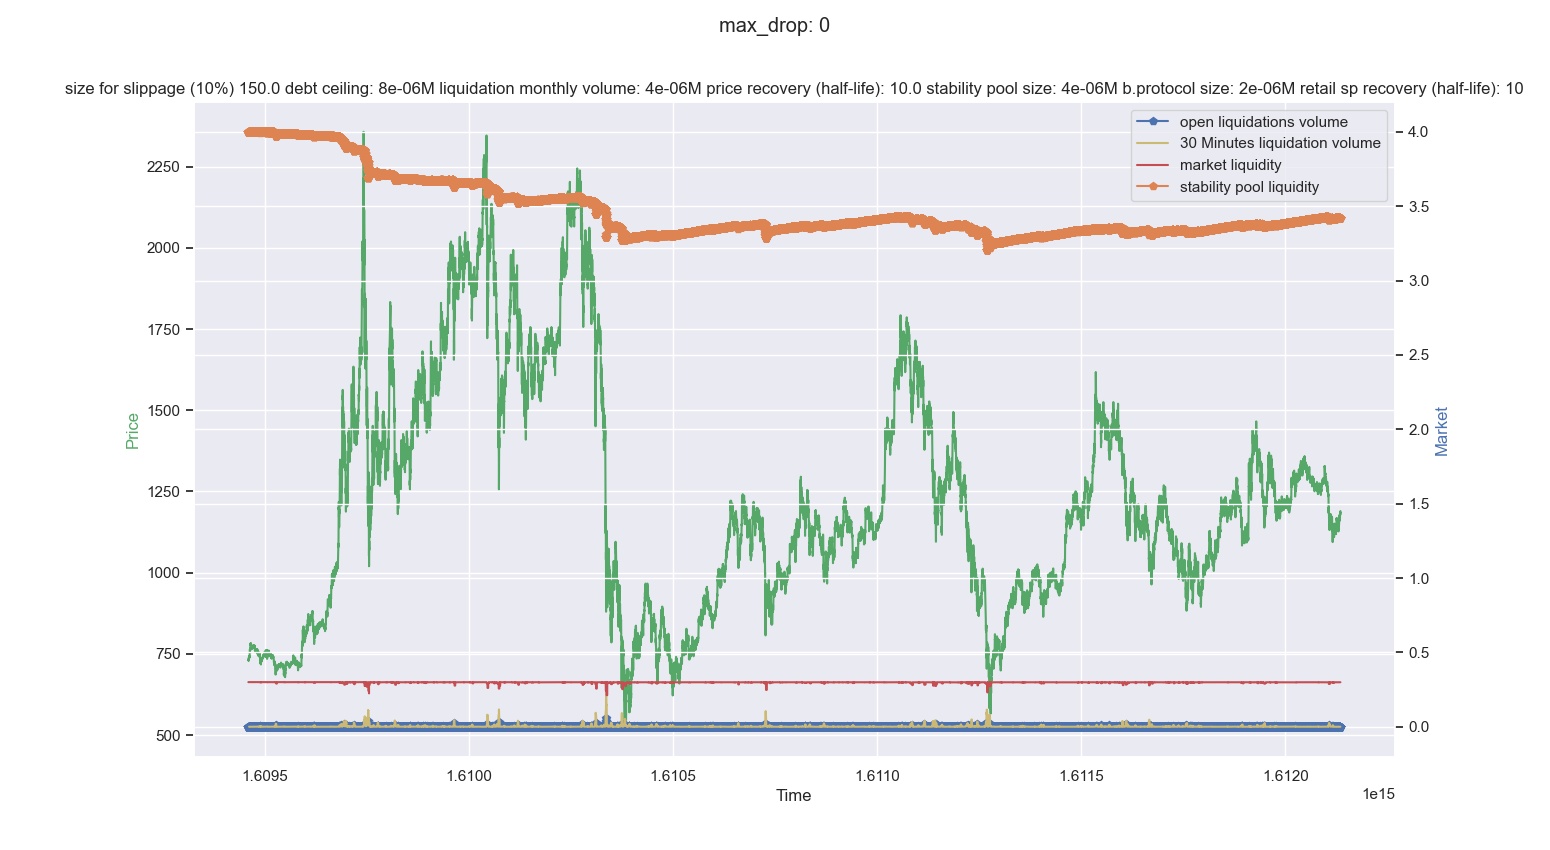 max_drop: 0
size for slippage (10%) 150.0 debt ceiling: 8e-06M liquidation monthly volume: 4e-06M price recovery (half-life): 10.0 stability pool size: 4e-06M b.protocol size: 2e-06M retail sp recovery (half-life): 10
open liquidations volume
30 Minutes liquidation volume
market liquidity
stability pool liquidity
2250
2000
1750
1500
1250
1000
750
500
Price
4.0
3.5
3.0
2.5
2.0
1.5
1.0
0.5
0.0
Market
1.6095 1.6100 1.6105 1.6110 1.6115 1.6120
1e15
Time